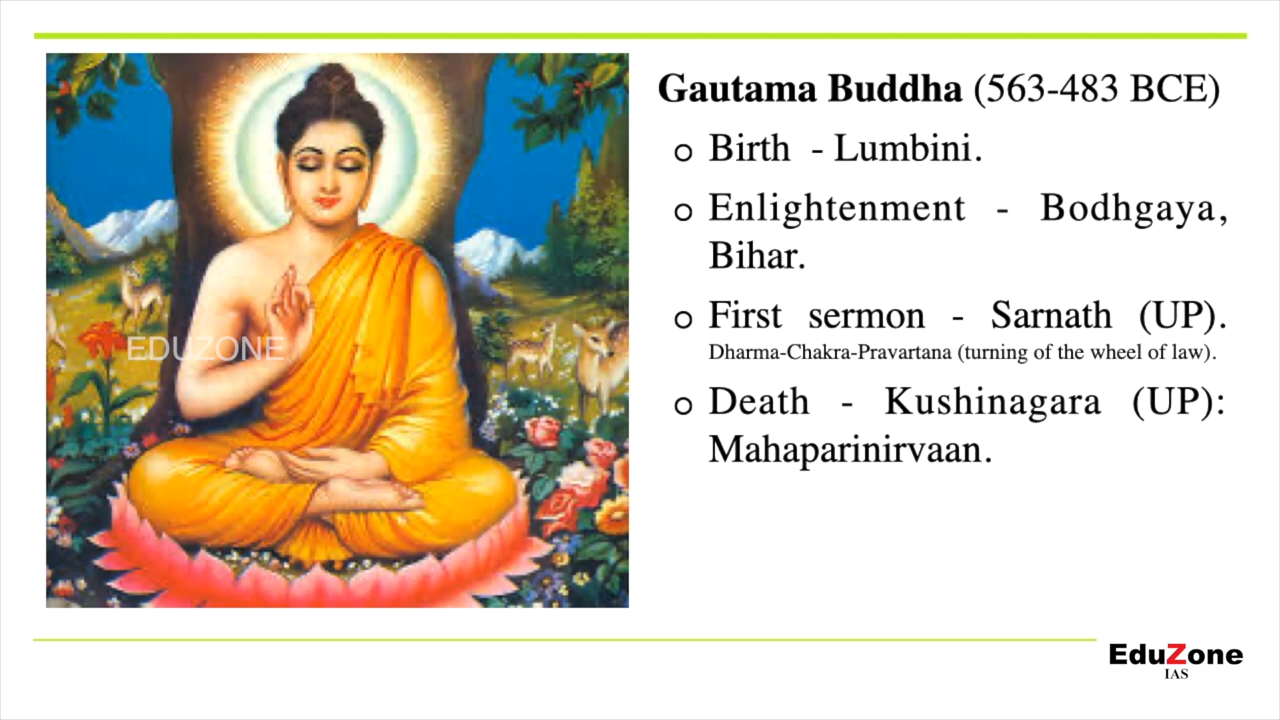 Gautama Buddha (563-483 BCE)
o Birth - Lumbini.
o Enlightenment - Bodhgaya,
Bihar.
o First sermon - Sarnath (UP).
Dharma-Chakra-Pravartana (turning of the wheel of law).
o Death - Kushinagara (UP):
Mahaparinirvaan.
EDUZONE
EduZone
IAS